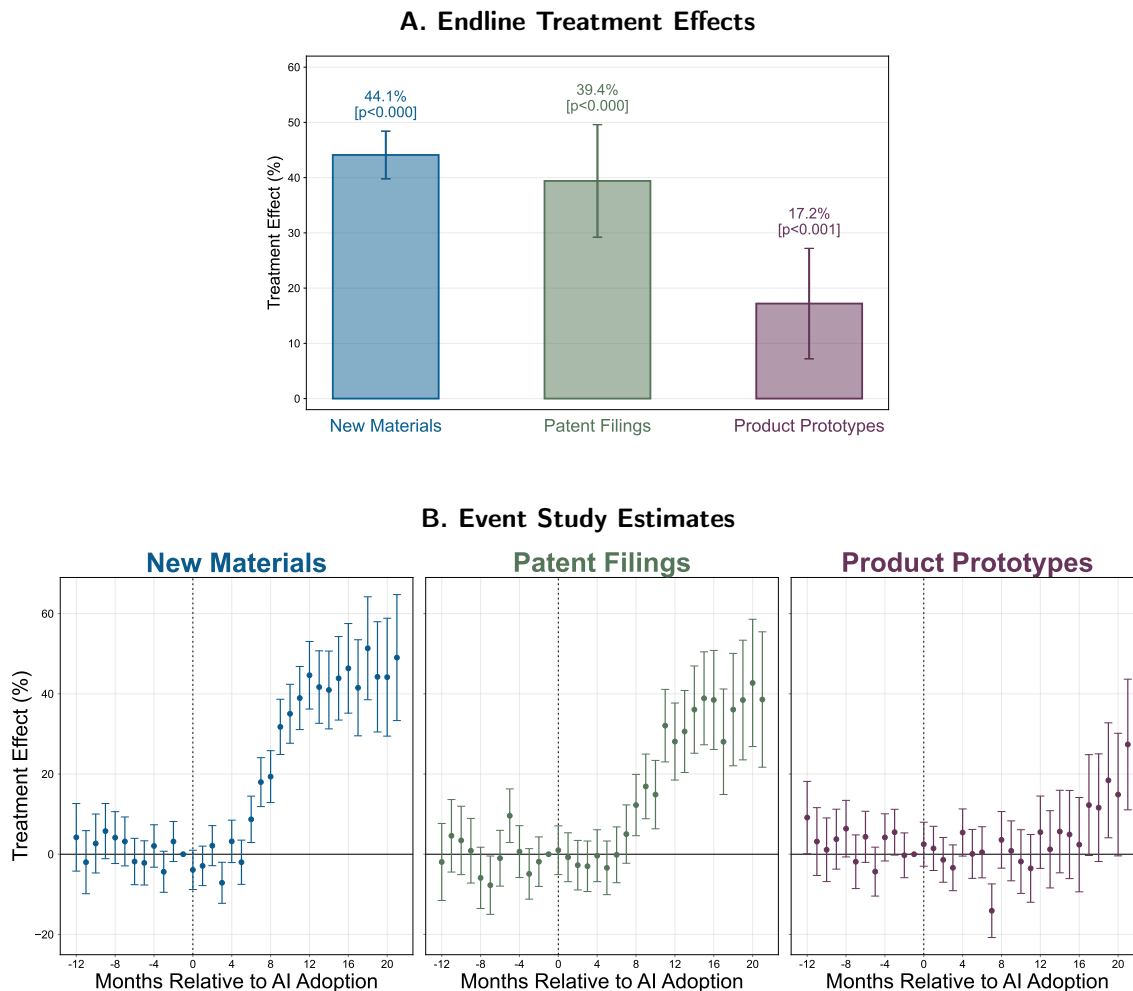 A. Endline Treatment Effects
60
50
40
30
20
10
0
Treatment Effect (%)
44.1%
[p<0.000]
39.4%
[p<0.000]
17.2%
[p<0.001]
New Materials Patent Filings Product Prototypes
B. Event Study Estimates
New Materials Patent Filings Product Prototypes
60
40
20
0
−20
Treatment Effect (%)
-12 -8 -4 0 4 8 12 16 20 -12 -8 -4 0 4 8 12 16 20 -12 -8 -4 0 4 8 12 16 20
Months Relative to AI Adoption Months Relative to AI Adoption Months Relative to AI Adoption